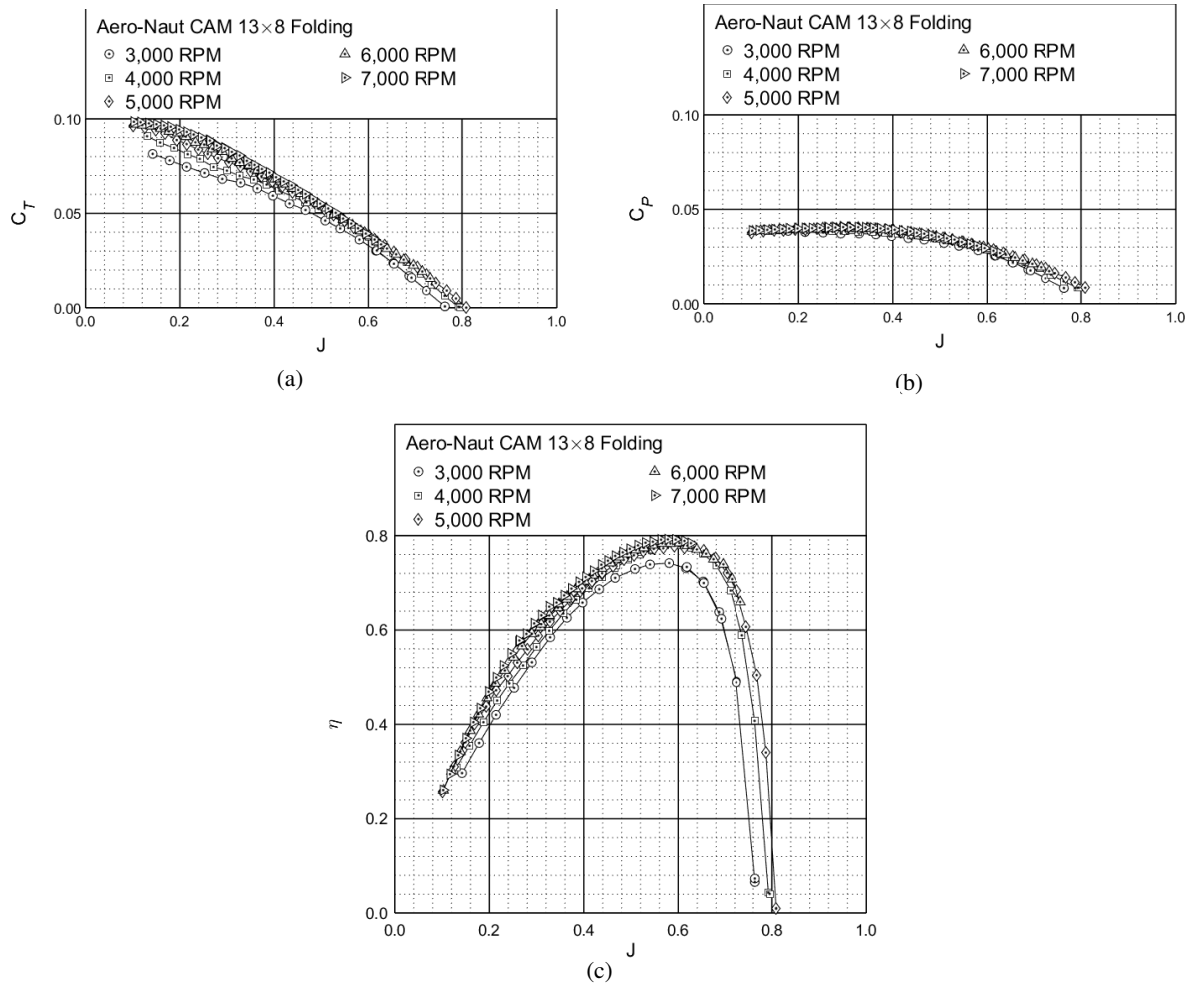 Aero-Naut CAM 13×8 Folding
3,000 RPM
6,000 RPM
4,000 RPM
7,000 RPM
5,000 RPM
0.10
0.05
0.00
C_T
0.0 0.2 0.4 0.6 0.8 1.0
J
(a)
Aero-Naut CAM 13×8 Folding
3,000 RPM
6,000 RPM
4,000 RPM
7,000 RPM
5,000 RPM
0.10
0.05
0.00
C_P
0.0 0.2 0.4 0.6 0.8 1.0
J
(b)
Aero-Naut CAM 13×8 Folding
3,000 RPM
6,000 RPM
4,000 RPM
7,000 RPM
5,000 RPM
0.8
0.6
0.4
0.2
0.0
η
0.0 0.2 0.4 0.6 0.8 1.0
J
(c)